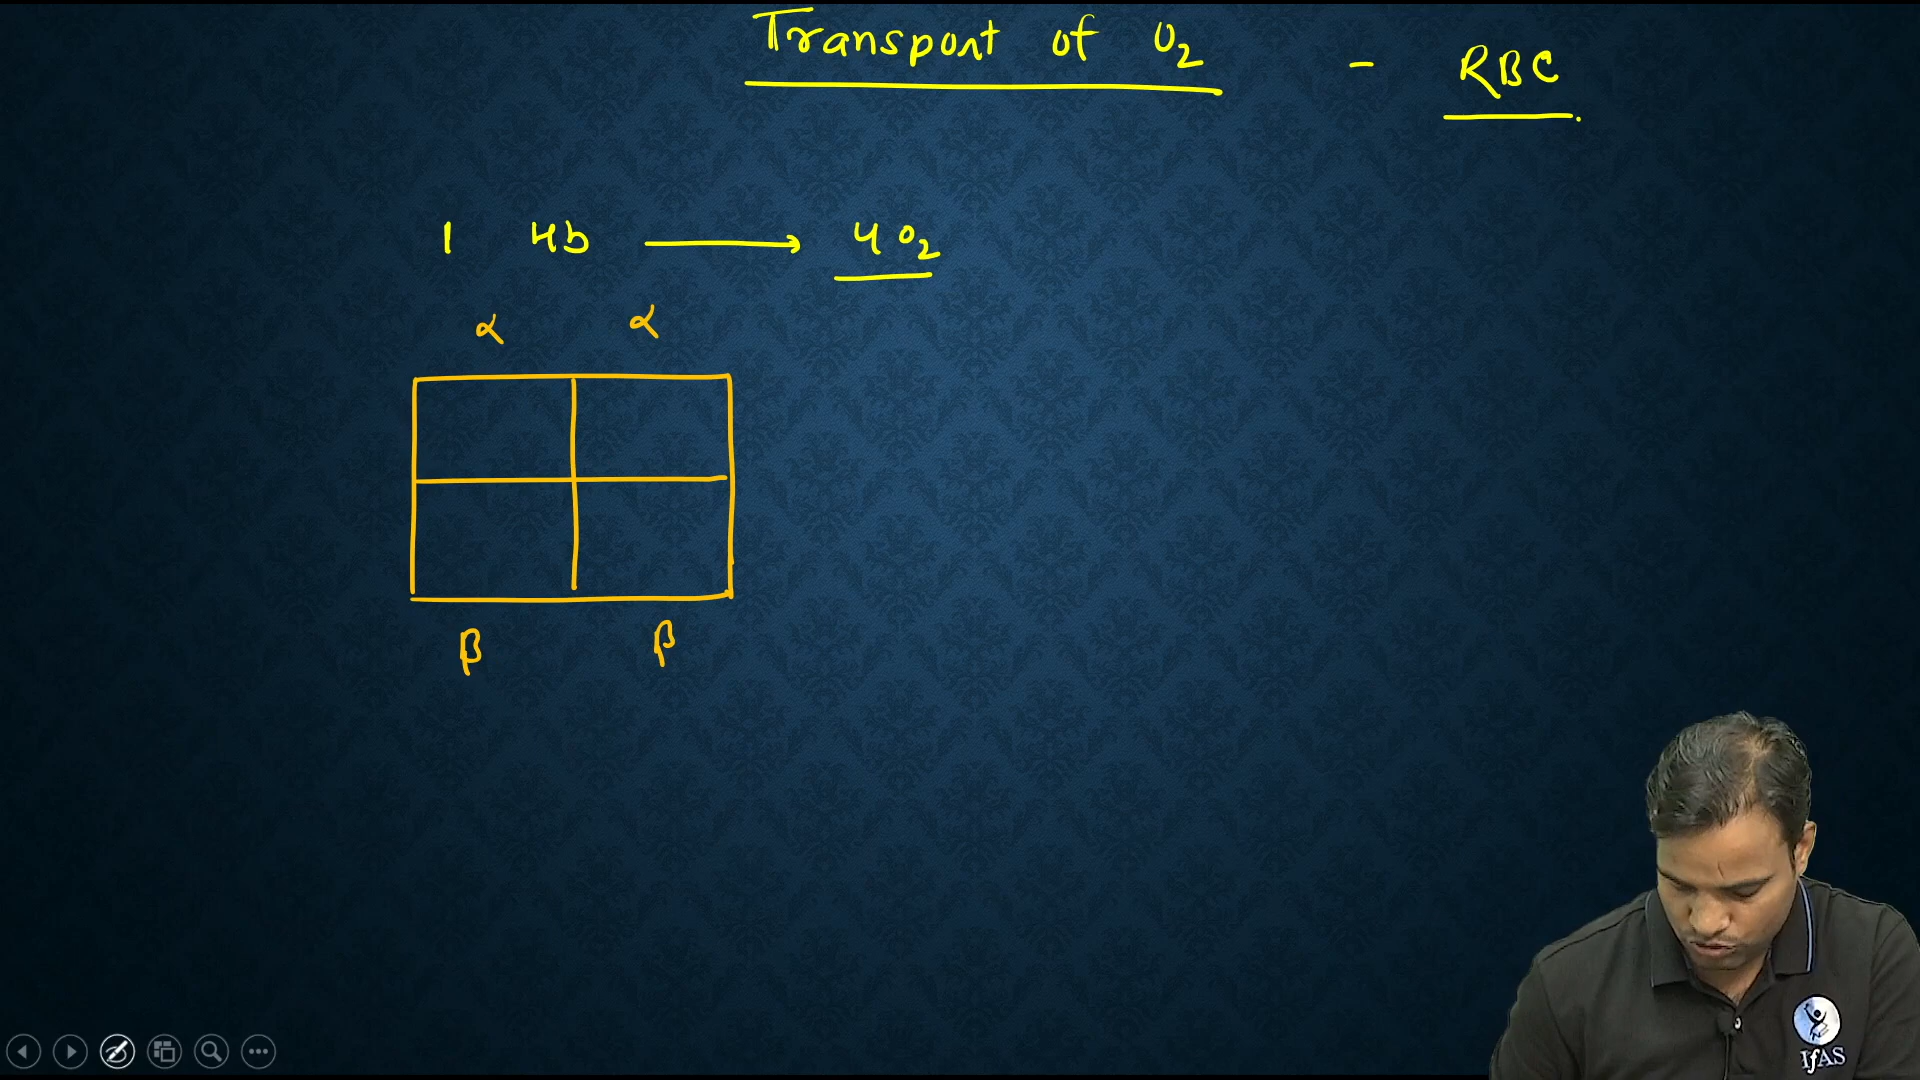 Transport of O₂ - RBC
1 Hb → 4 O₂
α α
β β
IfAS